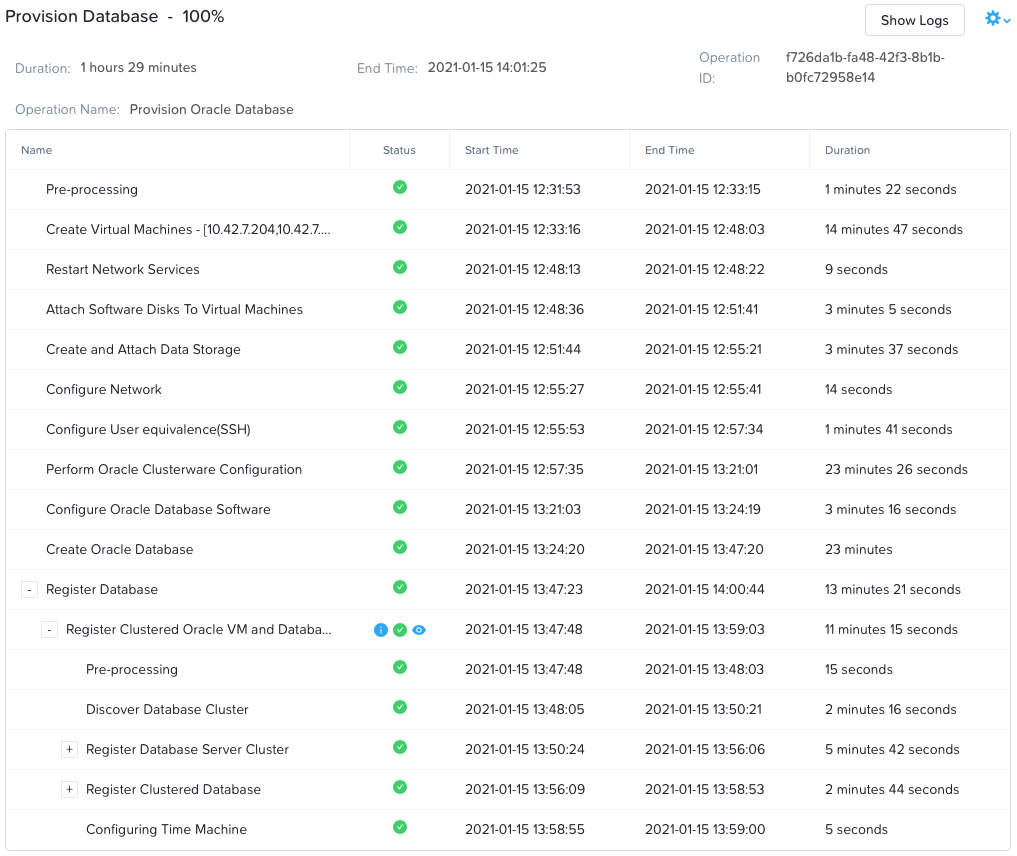 Provision Database - 100%
Show Logs
Duration: 1 hours 29 minutes
End Time: 2021-01-15 14:01:25
Operation ID: f726da1b-fa48-42f3-8b1b-
b0fc72958e14
Operation Name: Provision Oracle Database
Name Status Start Time End Time Duration
Pre-processing 2021-01-15 12:31:53 2021-01-15 12:33:15 1 minutes 22 seconds
Create Virtual Machines - [10.42.7.204,10.42.7.... 2021-01-15 12:33:16 2021-01-15 12:48:03 14 minutes 47 seconds
Restart Network Services 2021-01-15 12:48:13 2021-01-15 12:48:22 9 seconds
Attach Software Disks To Virtual Machines 2021-01-15 12:48:36 2021-01-15 12:51:41 3 minutes 5 seconds
Create and Attach Data Storage 2021-01-15 12:51:44 2021-01-15 12:55:21 3 minutes 37 seconds
Configure Network 2021-01-15 12:55:27 2021-01-15 12:55:41 14 seconds
Configure User equivalence(SSH) 2021-01-15 12:55:53 2021-01-15 12:57:34 1 minutes 41 seconds
Perform Oracle Clusterware Configuration 2021-01-15 12:57:35 2021-01-15 13:21:01 23 minutes 26 seconds
Configure Oracle Database Software 2021-01-15 13:21:03 2021-01-15 13:24:19 3 minutes 16 seconds
Create Oracle Database 2021-01-15 13:24:20 2021-01-15 13:47:20 23 minutes
- Register Database 2021-01-15 13:47:23 2021-01-15 14:00:44 13 minutes 21 seconds
- Register Clustered Oracle VM and Databa... 2021-01-15 13:47:48 2021-01-15 13:59:03 11 minutes 15 seconds
Pre-processing 2021-01-15 13:47:48 2021-01-15 13:48:03 15 seconds
Discover Database Cluster 2021-01-15 13:48:05 2021-01-15 13:50:21 2 minutes 16 seconds
+ Register Database Server Cluster 2021-01-15 13:50:24 2021-01-15 13:56:06 5 minutes 42 seconds
+ Register Clustered Database 2021-01-15 13:56:09 2021-01-15 13:58:53 2 minutes 44 seconds
Configuring Time Machine 2021-01-15 13:58:55 2021-01-15 13:59:00 5 seconds